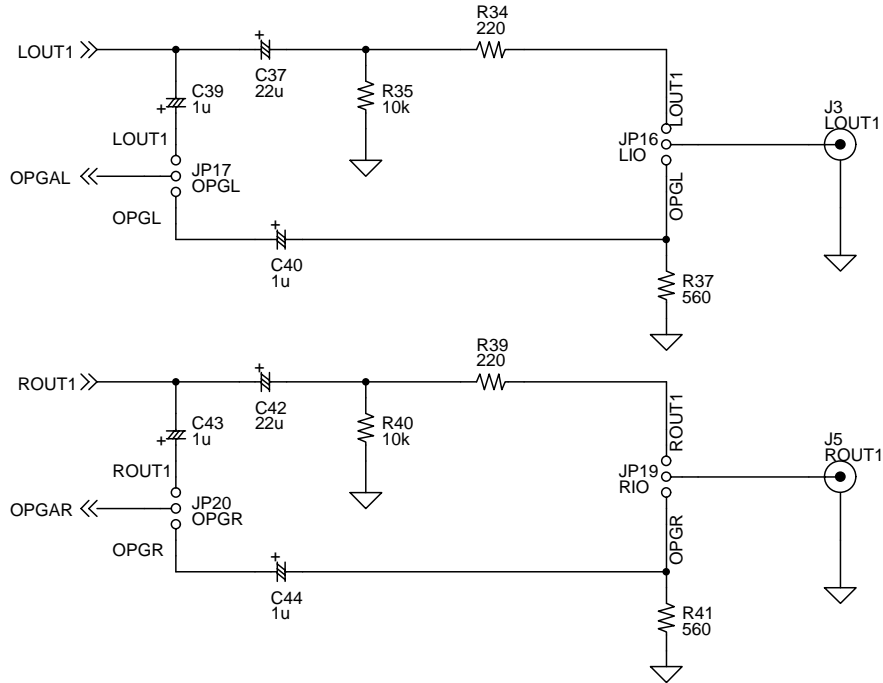 R34
220
LOUT1
+
C37
22u
C39
1u
+
R35
10k
LOUT1
J3
LOUT1
LOUT1
JP16
LIO
OPGAL
JP17
OPGL
OPGL
OPGL
+
C40
1u
R37
560
R39
220
ROUT1
+
C42
22u
C43
1u
+
R40
10k
ROUT1
J5
ROUT1
ROUT1
JP19
RIO
OPGAR
JP20
OPGR
OPGR
OPGR
+
C44
1u
R41
560